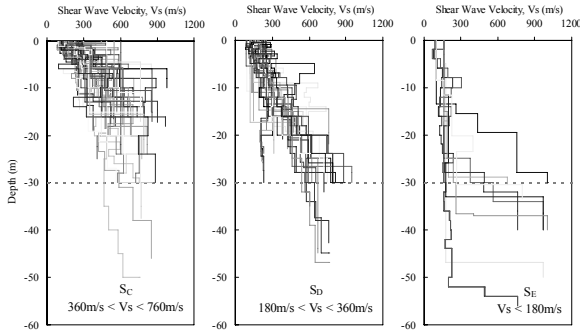 Shear Wave Velocity, Vs (m/s)
0 300 600 900 1200
Depth (m)
0
-10
-20
-30
-40
-50
-60
S_C
360m/s < Vs < 760m/s
Shear Wave Velocity, Vs (m/s)
0 300 600 900 1200
0
-10
-20
-30
-40
-50
-60
S_D
180m/s < Vs < 360m/s
Shear Wave Velocity, Vs (m/s)
0 300 600 900 1200
0
-10
-20
-30
-40
-50
-60
S_E
Vs < 180m/s